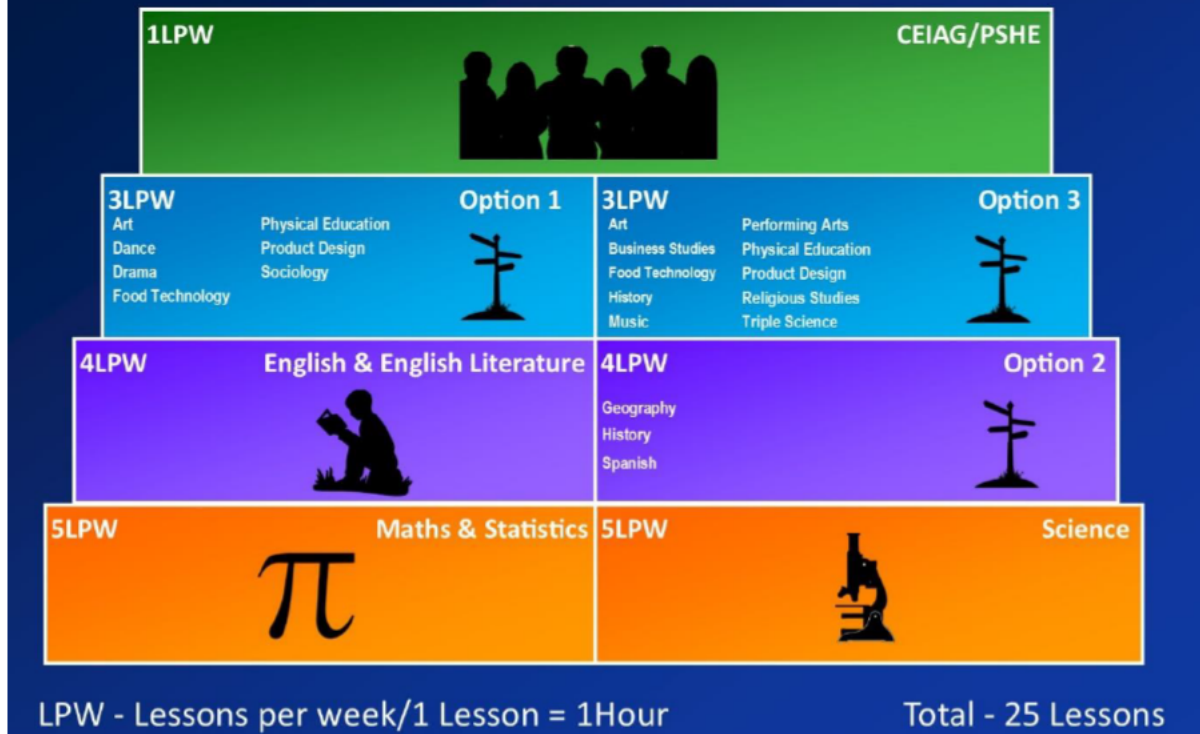 1LPW CEIAG/PSHE
3LPW Option 1
Art Physical Education
Dance Product Design
Drama Sociology
Food Technology
3LPW Option 3
Art Performing Arts
Business Studies Physical Education
Food Technology Product Design
History Religious Studies
Music Triple Science
4LPW English & English Literature
4LPW Option 2
Geography
History
Spanish
5LPW Maths & Statistics
π
5LPW Science
LPW - Lessons per week/1 Lesson = 1Hour Total - 25 Lessons